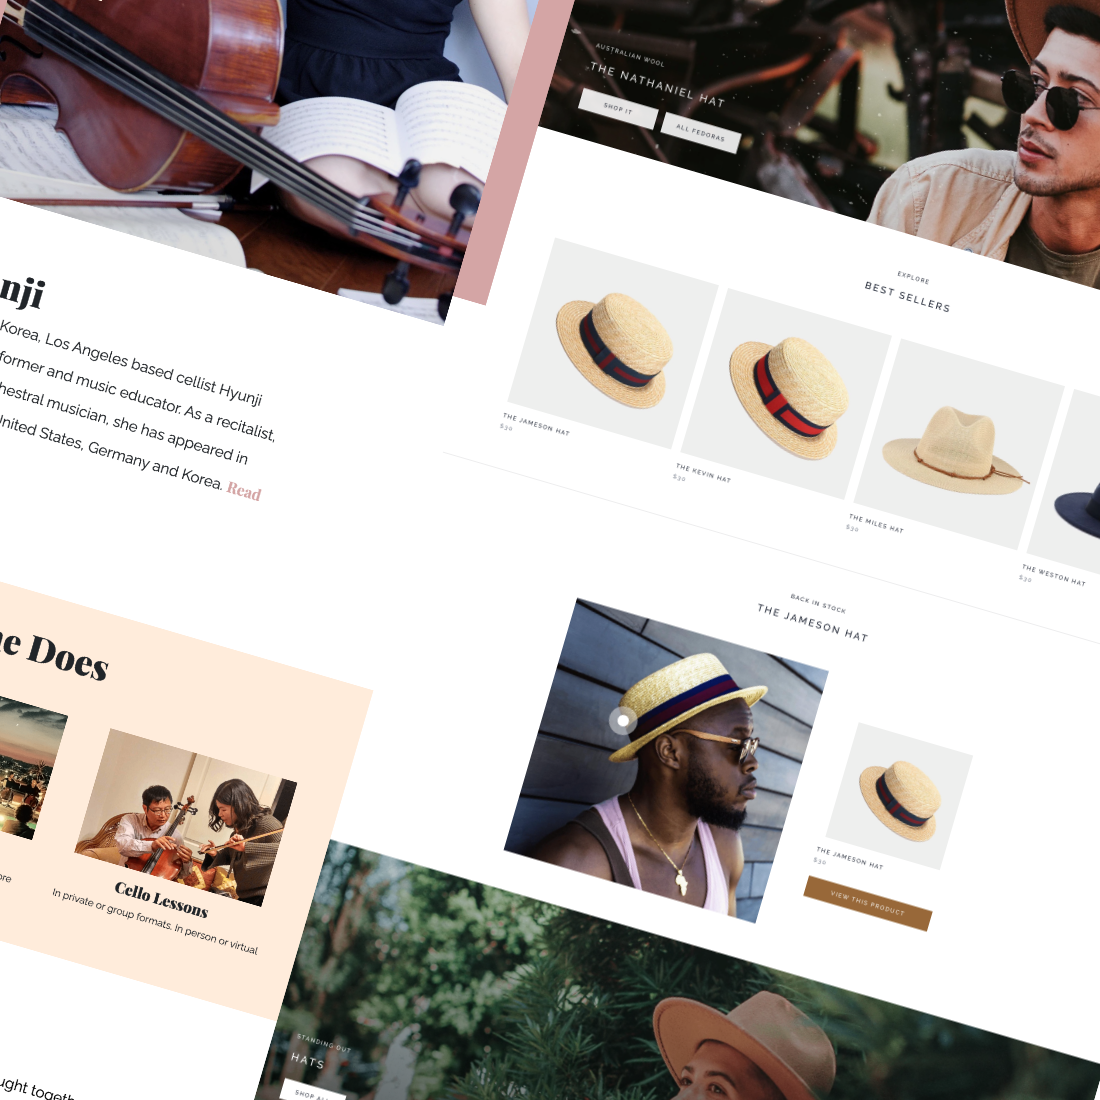 nji
Korea, Los Angeles based cellist Hyunji
former and music educator. As a recitalist,
hestral musician, she has appeared in
United States, Germany and Korea. Read
e Does
ore
Cello Lessons
In private or group formats. In person or virtual
ught togeth
AUSTRALIAN WOOL
THE NATHANIEL HAT
SHOP IT
ALL FEDORAS
EXPLORE
BEST SELLERS
THE JAMESON HAT
$30
THE KEVIN HAT
$30
THE MILES HAT
$30
THE WESTON HAT
$30
BACK IN STOCK
THE JAMESON HAT
THE JAMESON HAT
$30
VIEW THIS PRODUCT
STANDING OUT
HATS
SHOP AL